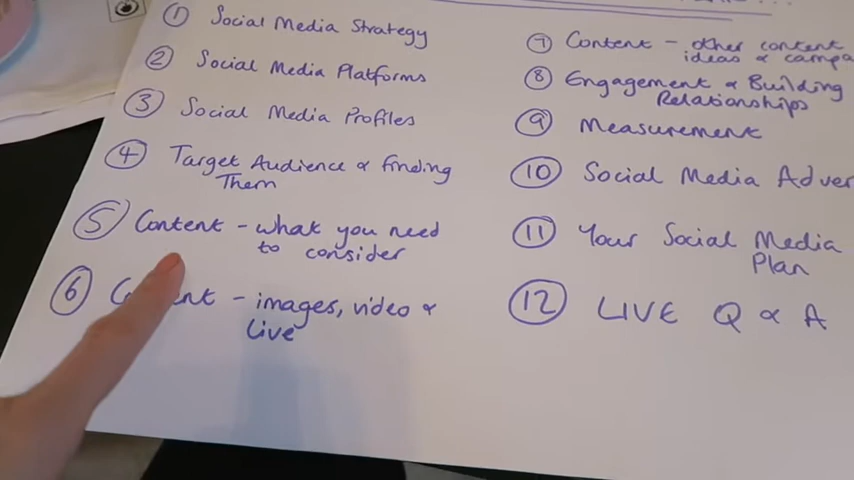 1 Social Media Strategy
2 Social Media Platforms
3 Social Media Profiles
4 Target Audience & finding
Them
5 Content - what you need
to consider
6 - images, video &
live
7 Content - other content
ideas &
8 Engagement & Building
Relationships
9 Measurement
10 Social Media
11 Your Social Media
Plan
12 LIVE Q & A